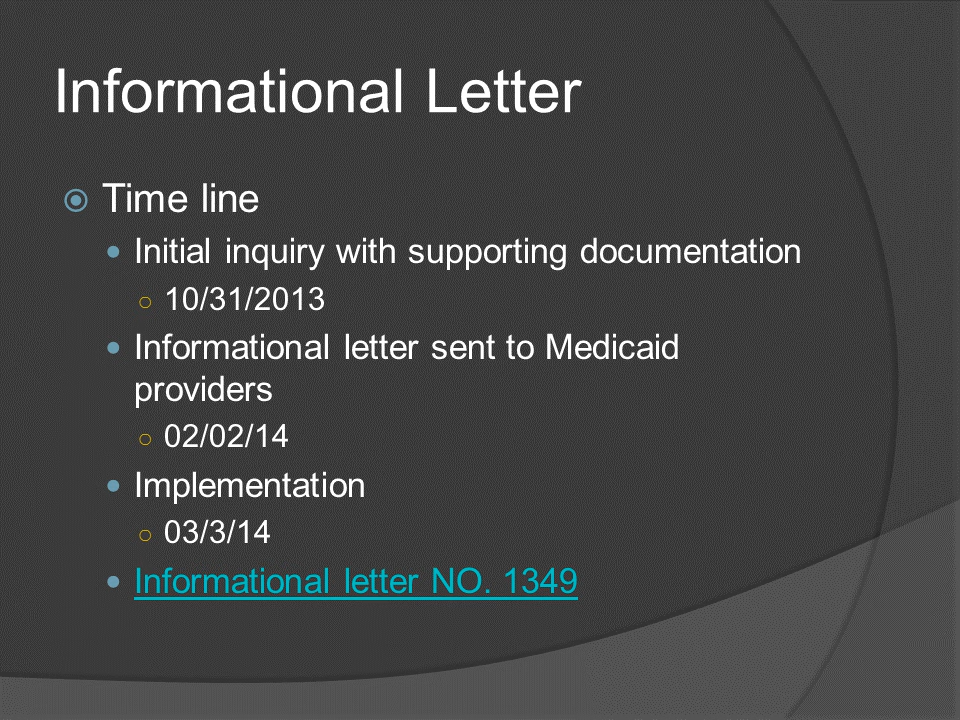 Informational Letter
Time line
Initial inquiry with supporting documentation
10/31/2013
Informational letter sent to Medicaid
providers
02/02/14
Implementation
03/3/14
Informational letter NO. 1349